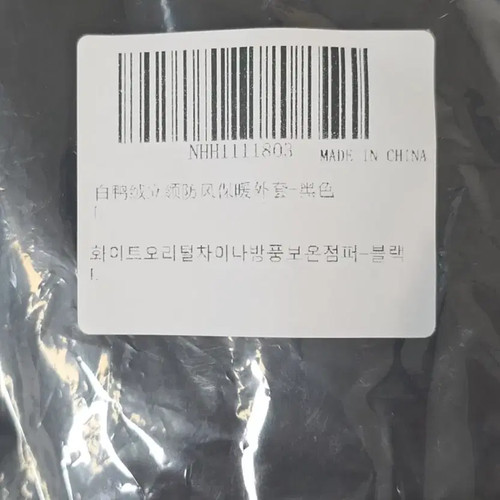 NHH1111803
MADE IN CHINA
白鸭绒立领防风保暖外套-黑色
L
화이트오리털차이나방풍보온점퍼-블랙
L